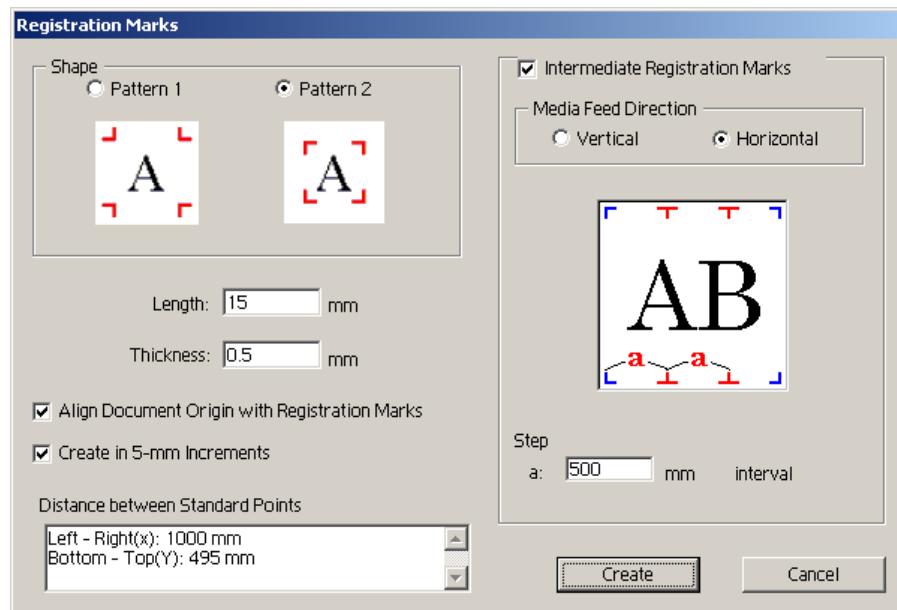 Registration Marks
Shape
Pattern 1
Pattern 2
A
A
Length: 15 mm
Thickness: 0.5 mm
Align Document Origin with Registration Marks
Create in 5-mm Increments
Distance between Standard Points
Left - Right(x): 1000 mm
Bottom - Top(Y): 495 mm
Intermediate Registration Marks
Media Feed Direction
Vertical
Horizontal
AB
a a
Step
a: 500 mm interval
Create
Cancel